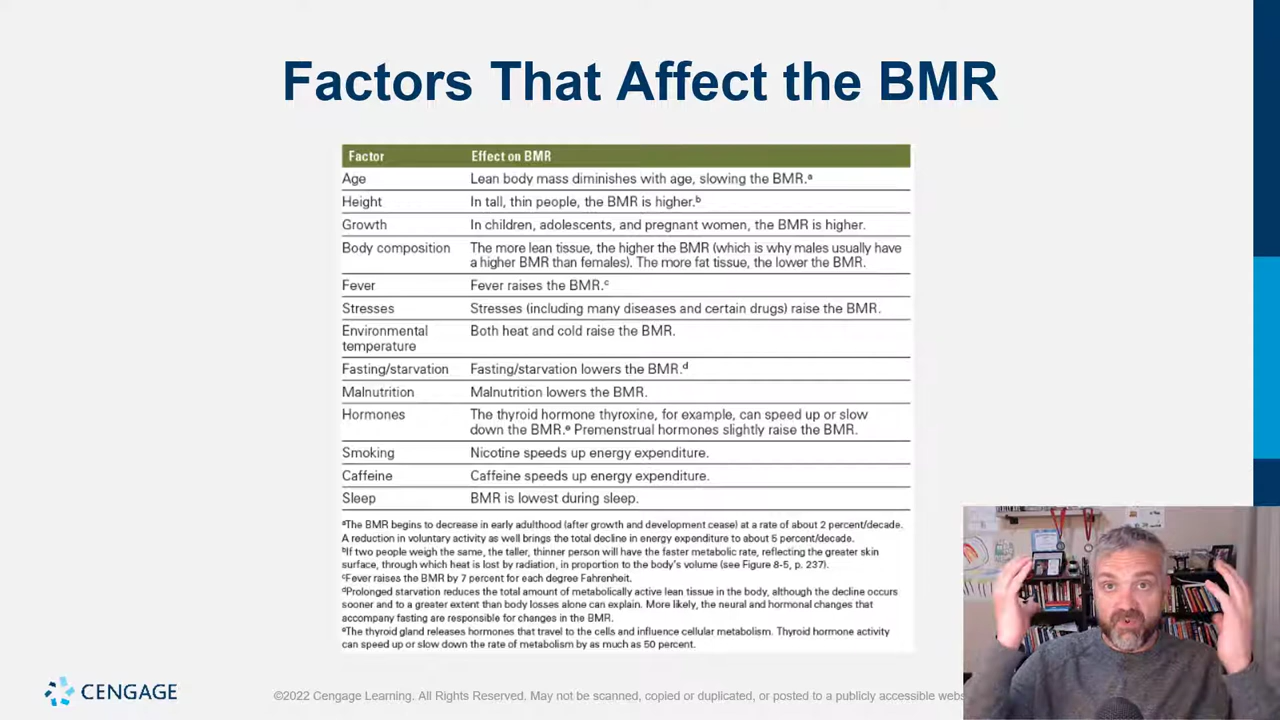 Factors That Affect the BMR
Factor Effect on BMR
Age Lean body mass diminishes with age, slowing the BMR.ᵃ
Height In tall, thin people, the BMR is higher.ᵇ
Growth In children, adolescents, and pregnant women, the BMR is higher.
Body composition The more lean tissue, the higher the BMR (which is why males usually have
a higher BMR than females). The more fat tissue, the lower the BMR.
Fever Fever raises the BMR.ᶜ
Stresses Stresses (including many diseases and certain drugs) raise the BMR.
Environmental Both heat and cold raise the BMR.
temperature
Fasting/starvation Fasting/starvation lowers the BMR.ᵈ
Malnutrition Malnutrition lowers the BMR.
Hormones The thyroid hormone thyroxine, for example, can speed up or slow
down the BMR.ᵉ Premenstrual hormones slightly raise the BMR.
Smoking Nicotine speeds up energy expenditure.
Caffeine Caffeine speeds up energy expenditure.
Sleep BMR is lowest during sleep.
ᵃThe BMR begins to decrease in early adulthood (after growth and development cease) at a rate of about 2 percent/decade.
A reduction in voluntary activity as well brings the total decline in energy expenditure to about 5 percent/decade.
ᵇIf two people weigh the same, the taller, thinner person will have the faster metabolic rate, reflecting the greater skin
surface, through which heat is lost by radiation, in proportion to the body's volume (see Figure 8-5, p. 237).
ᶜFever raises the BMR by 7 percent for each degree Fahrenheit.
ᵈProlonged starvation reduces the total amount of metabolically active lean tissue in the body, although the decline occurs
sooner and to a greater extent than body losses alone can explain. More likely, the neural and hormonal changes that
accompany fasting are responsible for changes in the BMR.
ᵉThe thyroid gland releases hormones that travel to the cells and influence cellular metabolism. Thyroid hormone activity
can speed up or slow down the rate of metabolism by as much as 50 percent.
CENGAGE
©2022 Cengage Learning. All Rights Reserved. May not be scanned, copied or duplicated, or posted to a publicly accessible webs